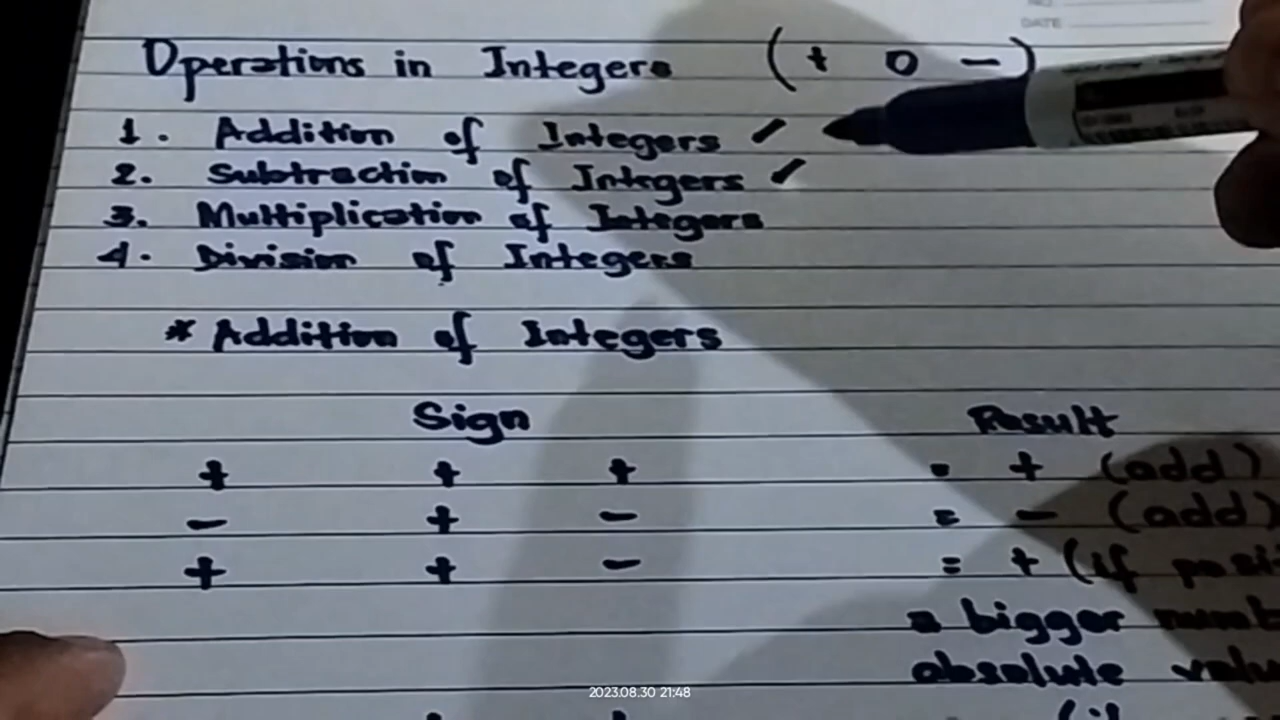 DATE
Operations in Integers (+ 0 -)
1. Addition of Integers
2. Subtraction of Integers
3. Multiplication of Integers
4. Division of Integers
* Addition of Integers
Sign Result
+ + + = + (add)
- + - = - (add)
+ + - = + (if
a bigger
absolute
2023.08.30 21:48